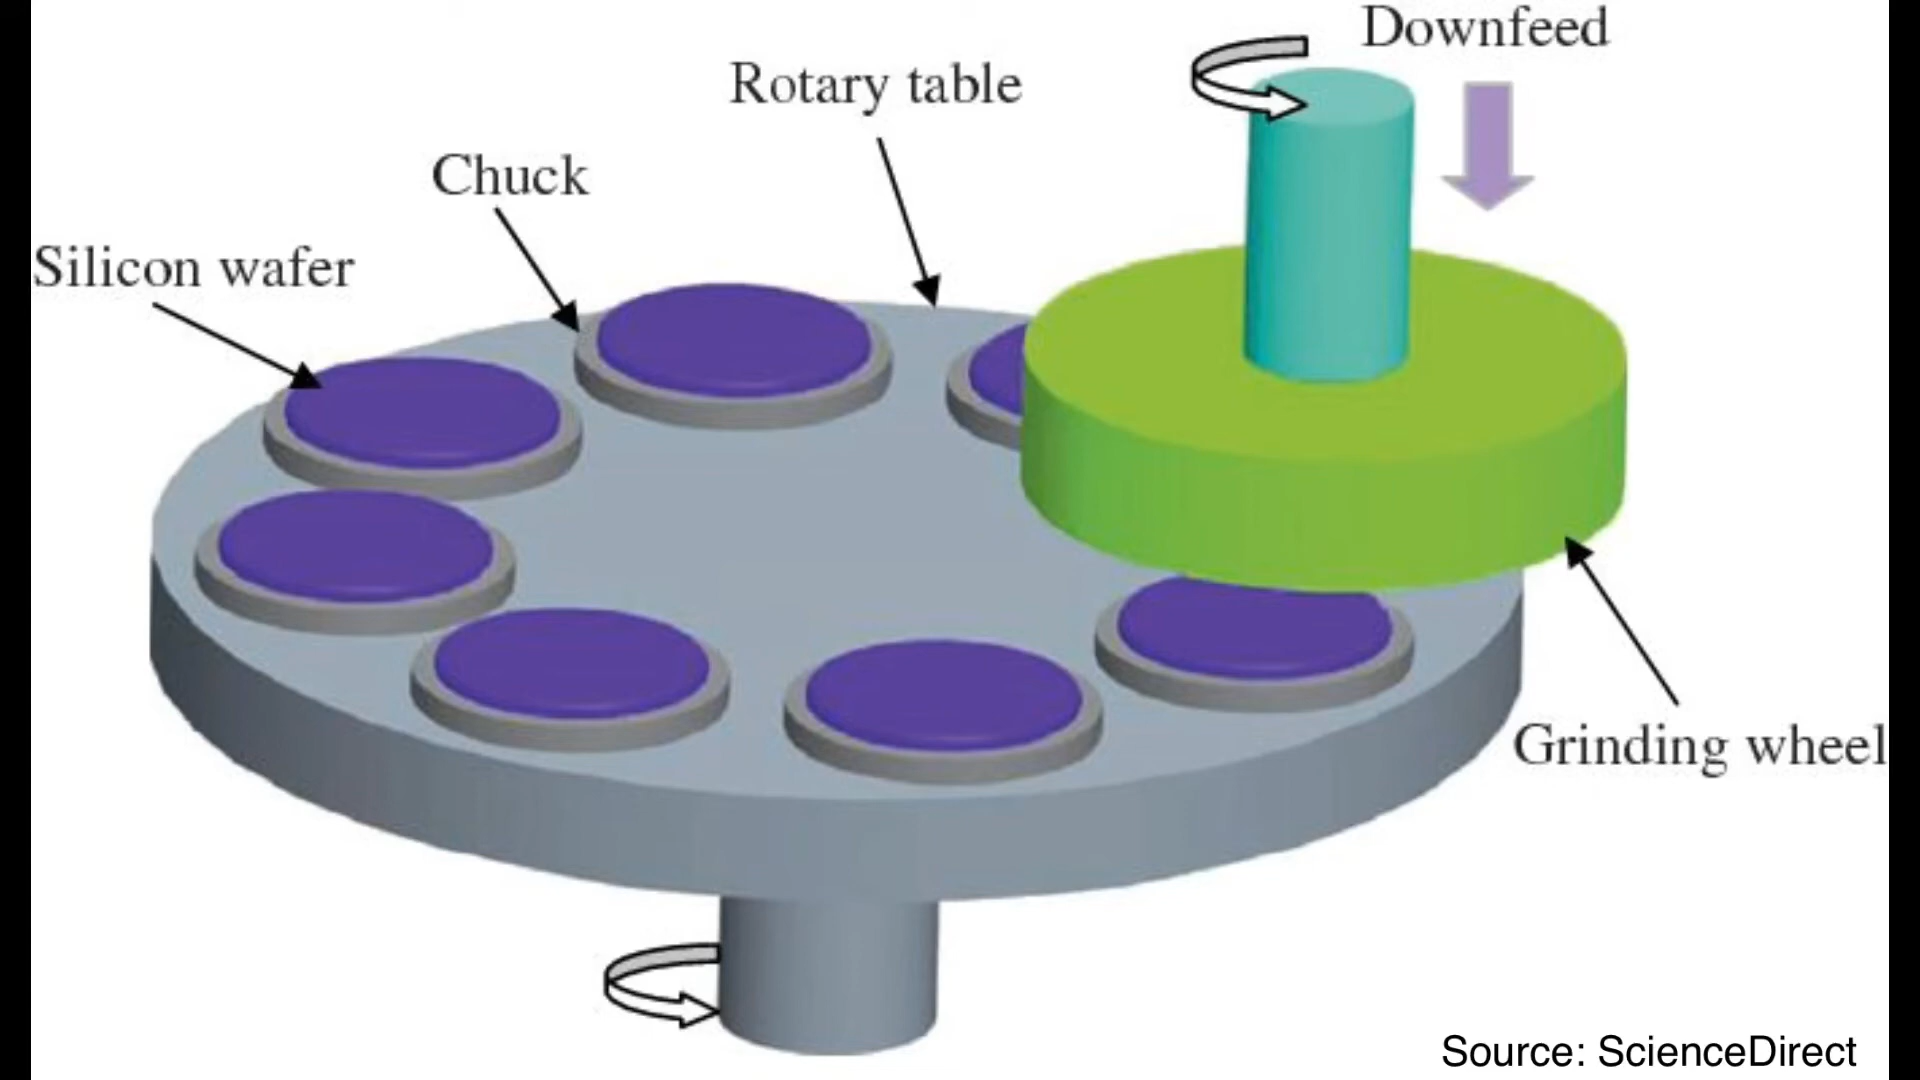 Downfeed
Rotary table
Chuck
Silicon wafer
Grinding wheel
Source: ScienceDirect